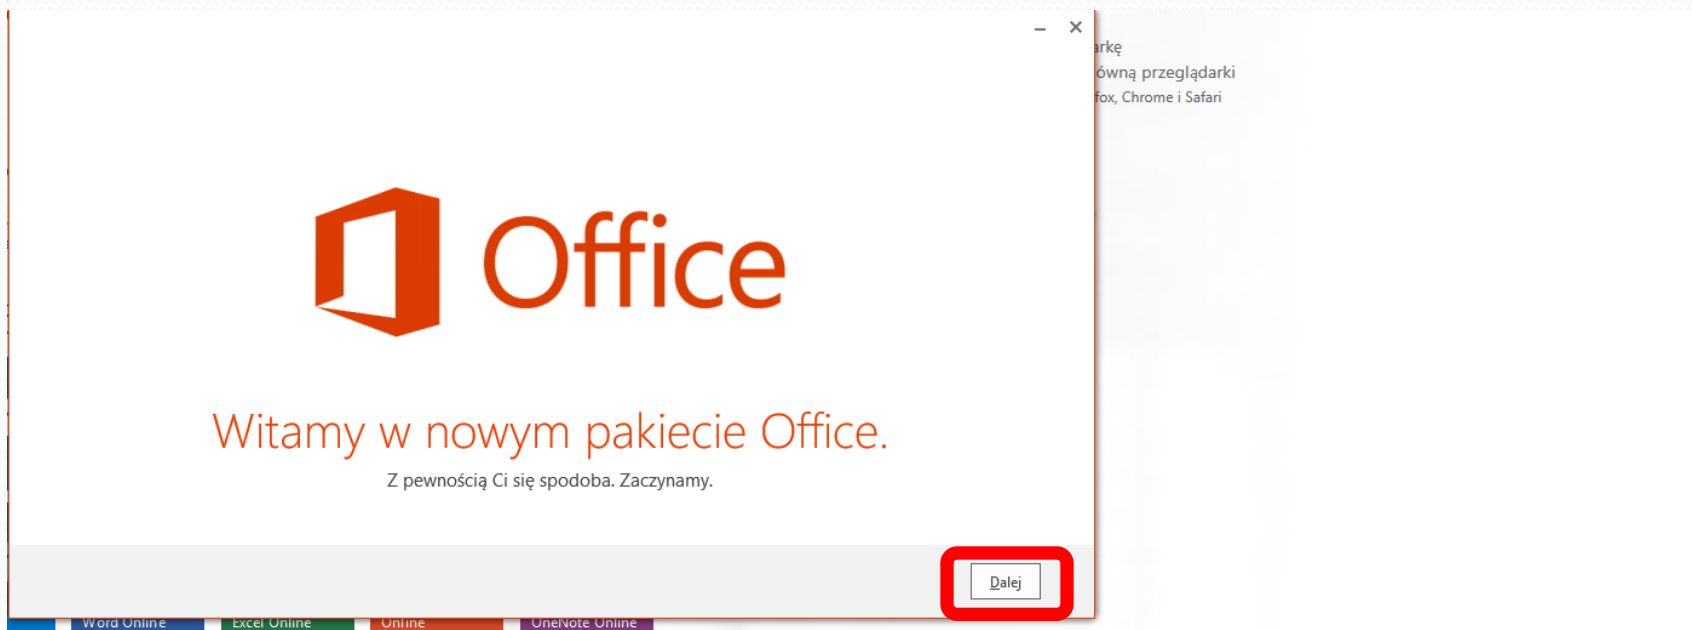 arkę
ówną przeglądarki
fox, Chrome i Safari
Office
Witamy w nowym pakiecie Office.
Z pewnością Ci się spodoba. Zaczynamy.
Dalej
Word Online
Excel Online
Online
OneNote Online